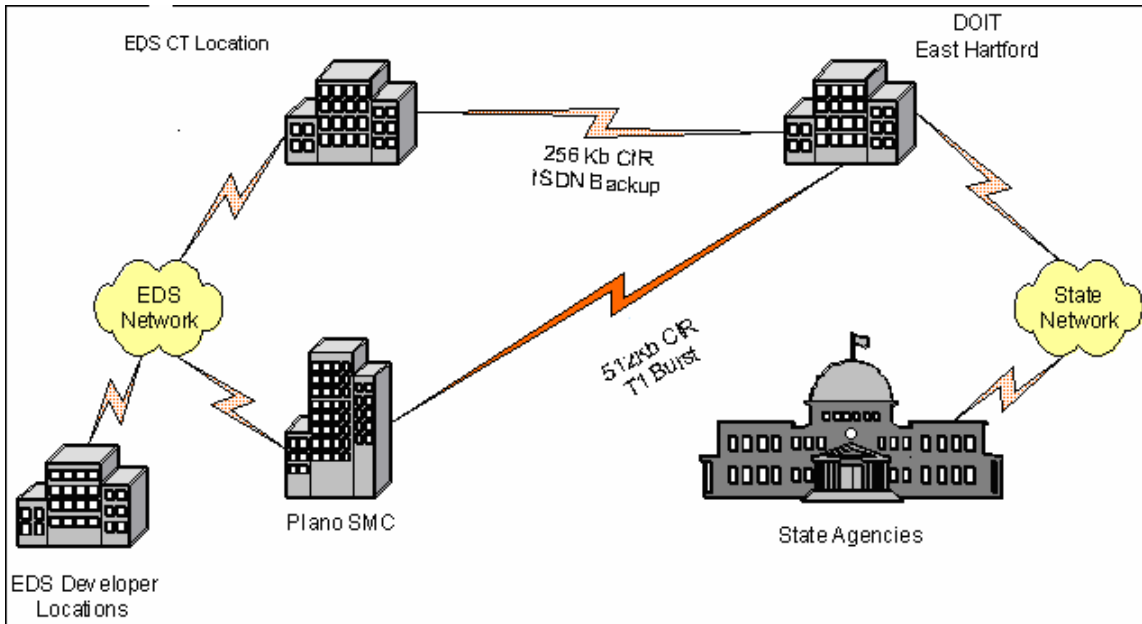 EDS CT Location
DOIT
East Hartford
256 Kb CIR
ISDN Backup
EDS
Network
State
Network
512Kb CIR
T1 Burst
Plano SMC
State Agencies
EDS Developer
Locations